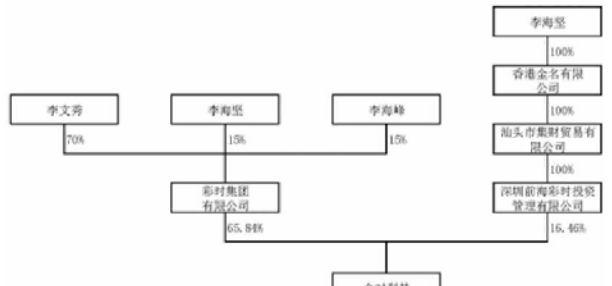 李海坚
100%
香港金名有限
公司
100%
李文秀
李海坚
李海峰
汕头市集财贸易有
限公司
70%
15%
15%
100%
彩时集团
有限公司
深圳前海彩时投资
管理有限公司
65.84%
16.46%